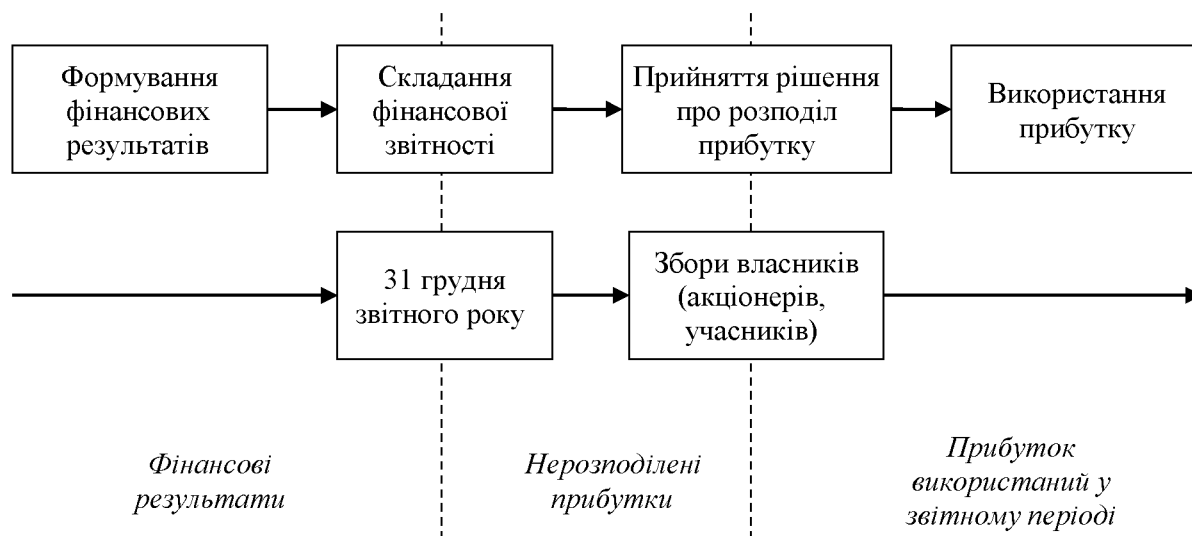 Формування
фінансових
результатів
Складання
фінансової
звітності
Прийняття рішення
про розподіл
прибутку
Використання
прибутку
31 грудня
звітного року
Збори власників
(акціонерів,
учасників)
Фінансові
результати
Нерозподілені
прибутки
Прибуток
використаний у
звітному періоді